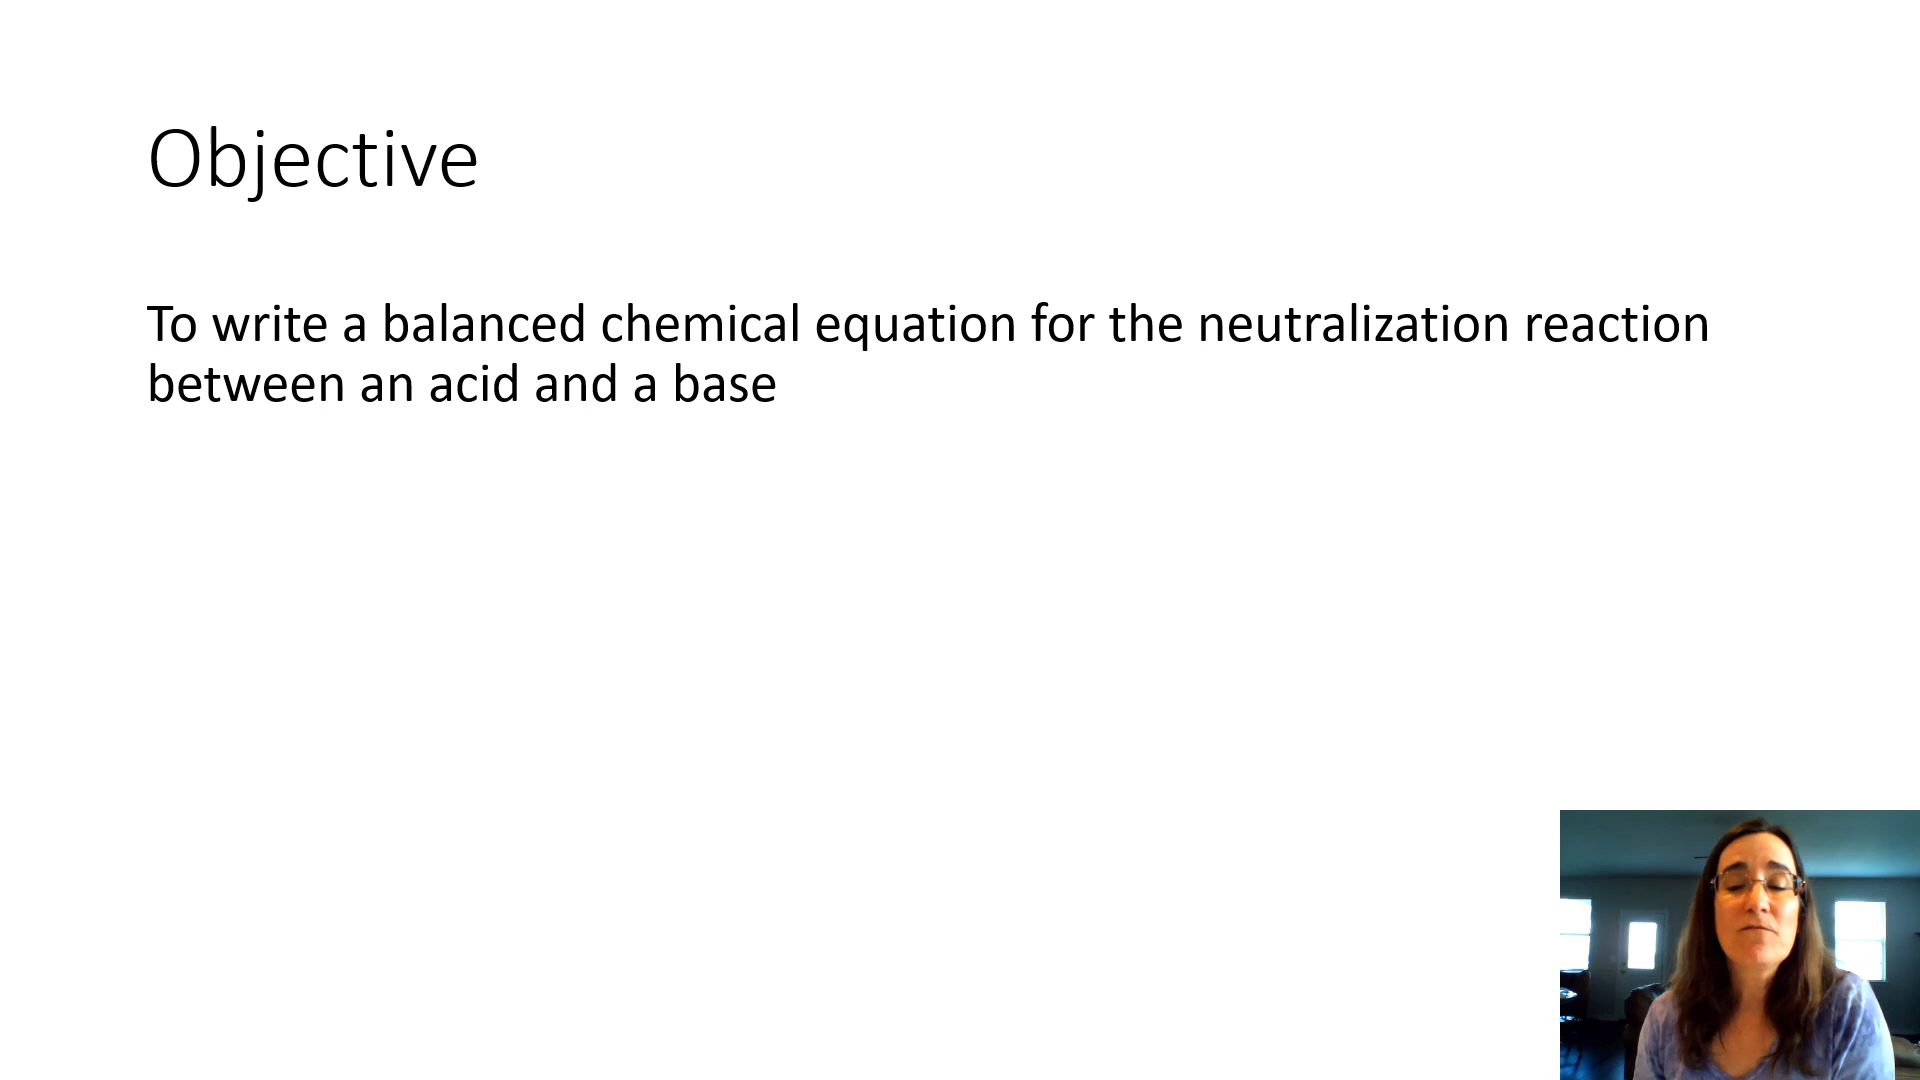 Objective
To write a balanced chemical equation for the neutralization reaction
between an acid and a base